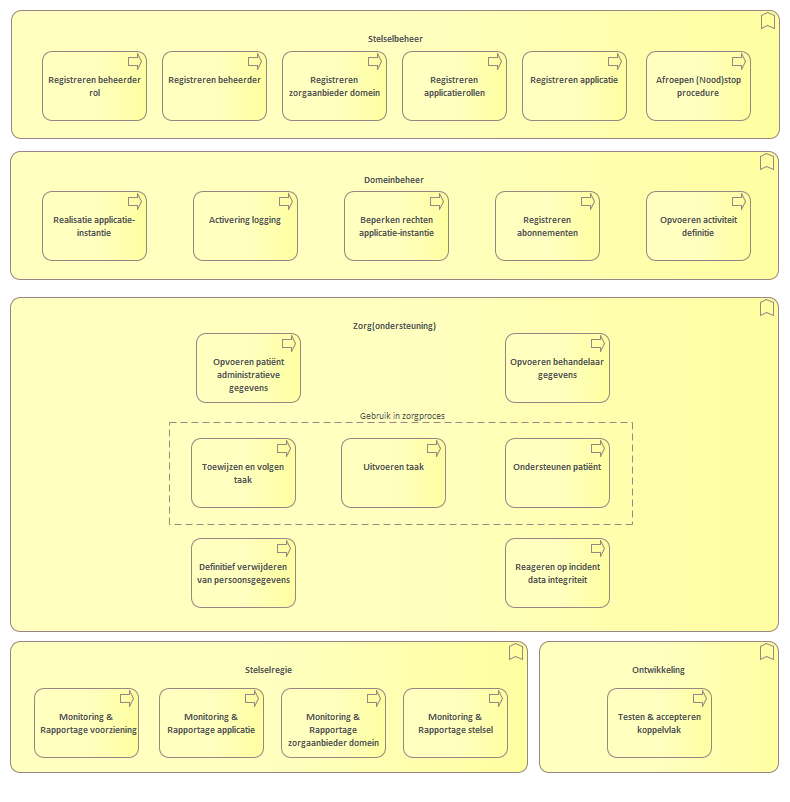 Stelselbeheer
Registreren beheerder
rol
Registreren beheerder
Registreren
zorgaanbieder domein
Registreren
applicatierollen
Registreren applicatie
Afroepen (Nood)stop
procedure
Domeinbeheer
Realisatie applicatie-
instantie
Activering logging
Beperken rechten
applicatie-instantie
Registreren
abonnementen
Opvoeren activiteit
definitie
Zorg(ondersteuning)
Opvoeren patiënt
administratieve
gegevens
Opvoeren behandelaar
gegevens
Gebruik in zorgproces
Toewijzen en volgen
taak
Uitvoeren taak
Ondersteunen patiënt
Definitief verwijderen
van persoonsgegevens
Reageren op incident
data integriteit
Stelselregie
Monitoring &
Rapportage voorziening
Monitoring &
Rapportage applicatie
Monitoring &
Rapportage
zorgaanbieder domein
Monitoring &
Rapportage stelsel
Ontwikkeling
Testen & accepteren
koppelvlak